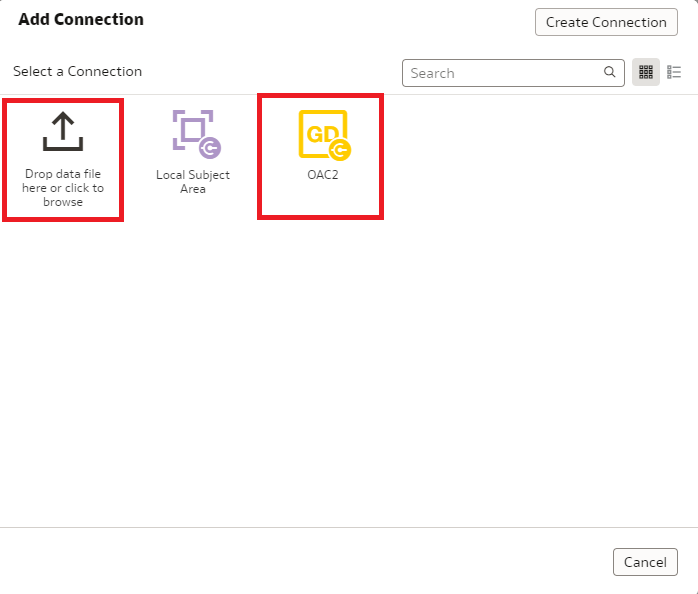 Add Connection
Create Connection
Select a Connection
Search
Drop data file
here or click to
browse
Local Subject
Area
GD
OAC2
Cancel